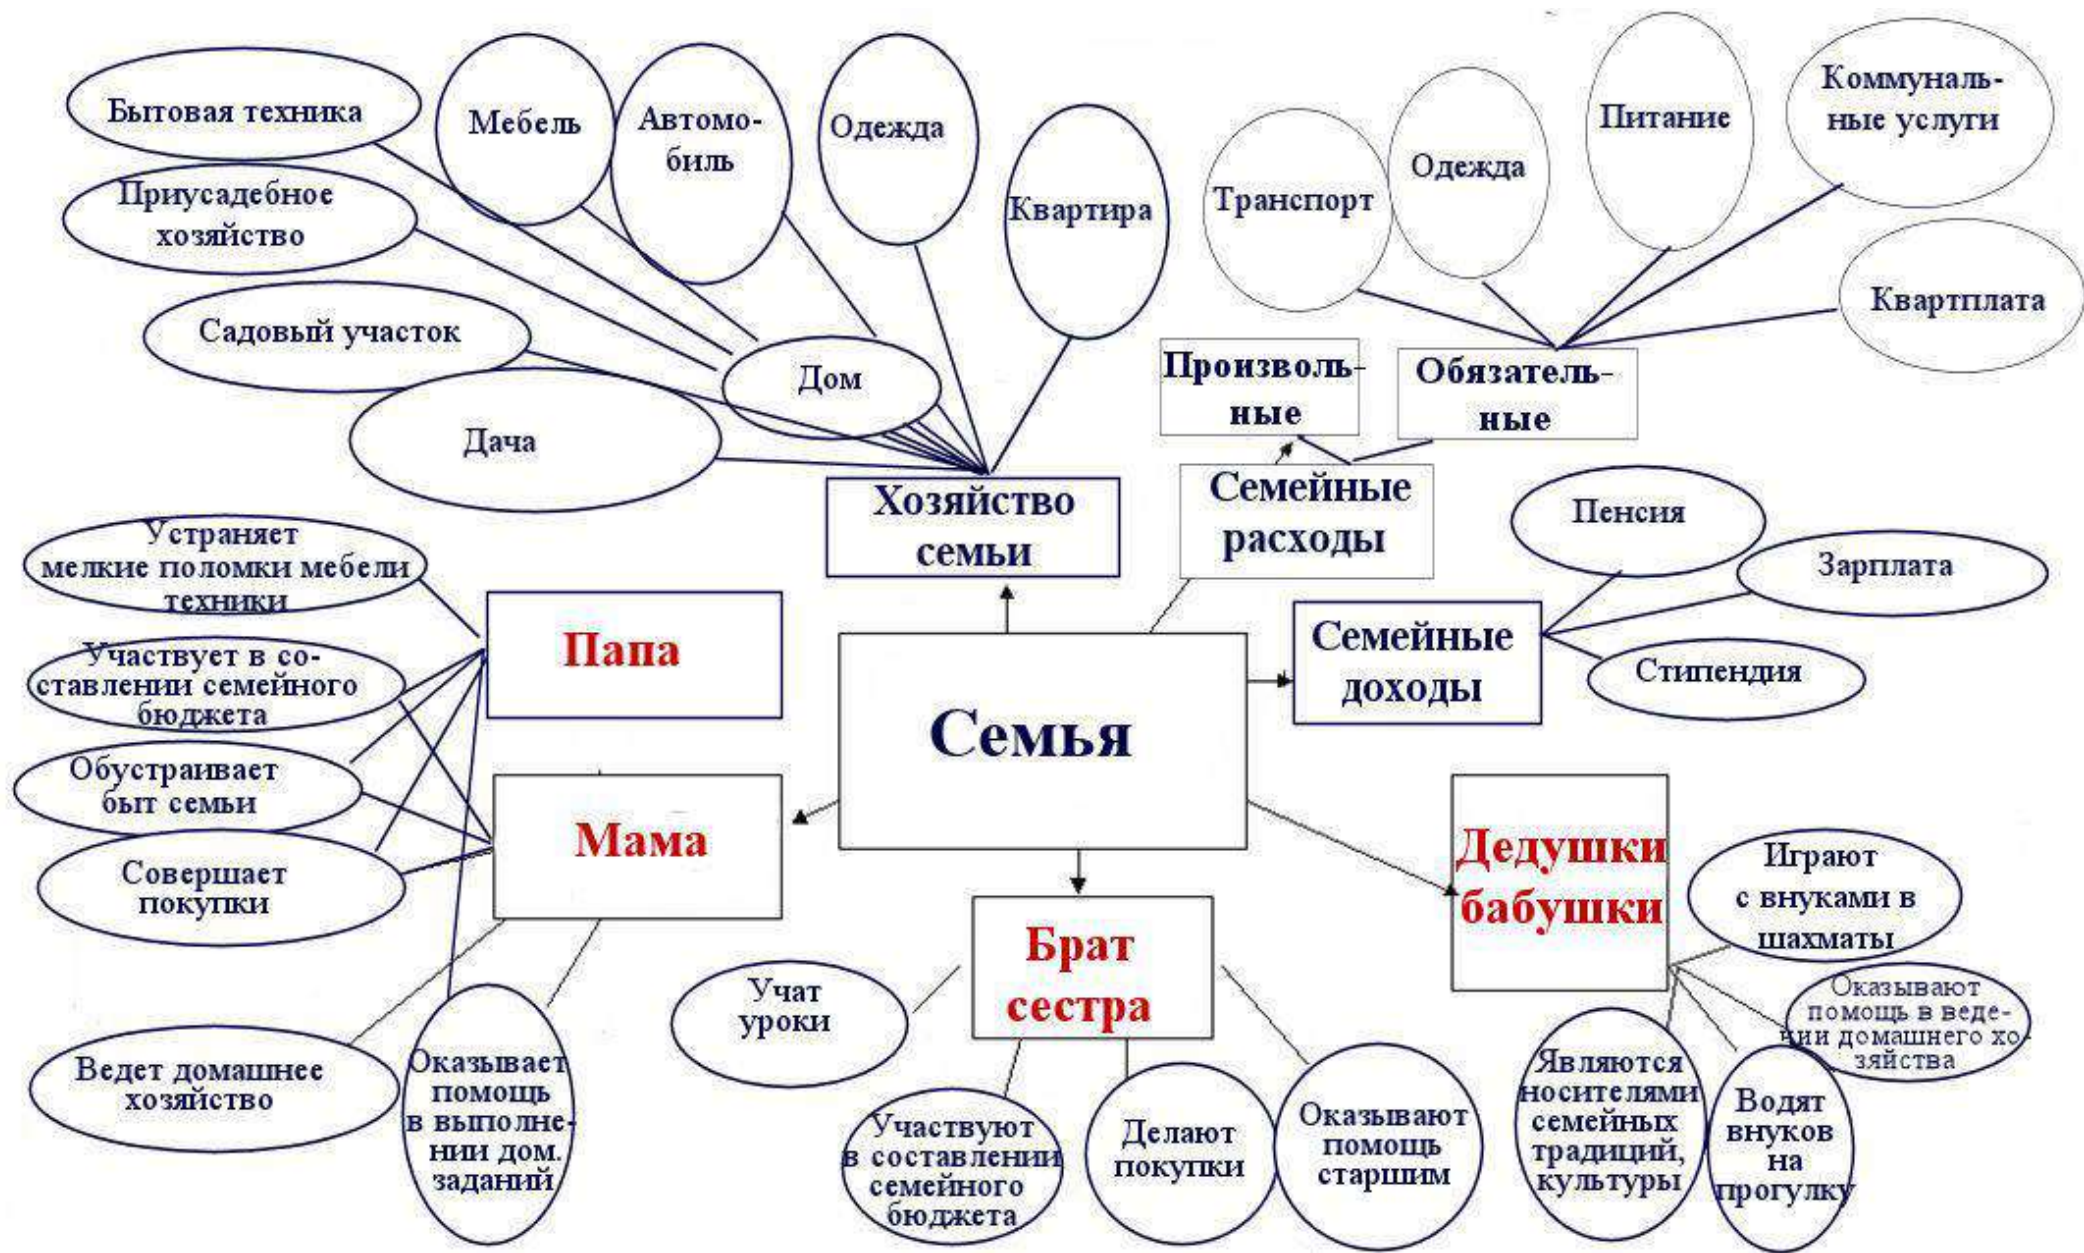 Бытовая техника
Мебель
Автомо-
биль
Одежда
Квартира
Транспорт
Одежда
Питание
Коммуналь-
ные услуги
Квартплата
Приусадебное
хозяйство
Садовый участок
Дача
Дом
Произволь-
ные
Обязатель-
ные
Хозяйство
семьи
Семейные
расходы
Пенсия
Зарплата
Стипендия
Семейные
доходы
Устраняет
мелкие поломки мебели
техники
Участвует в со-
ставлении семейного
бюджета
Обустраивает
быт семьи
Совершает
покупки
Папа
Мама
Семья
Дедушки
бабушки
Брат
сестра
Играют
с внуками в
шахматы
Оказывают
помощь в веде-
нии домашнего хо-
зяйства
Являются
носителями
семейных
традиций,
культуры
Водят
внуков
на
прогулку
Учат
уроки
Участвуют
в составлении
семейного
бюджета
Делают
покупки
Оказывают
помощь
старшим
Ведет домашнее
хозяйство
Оказывает
помощь
в выполне-
нии дом.
заданий